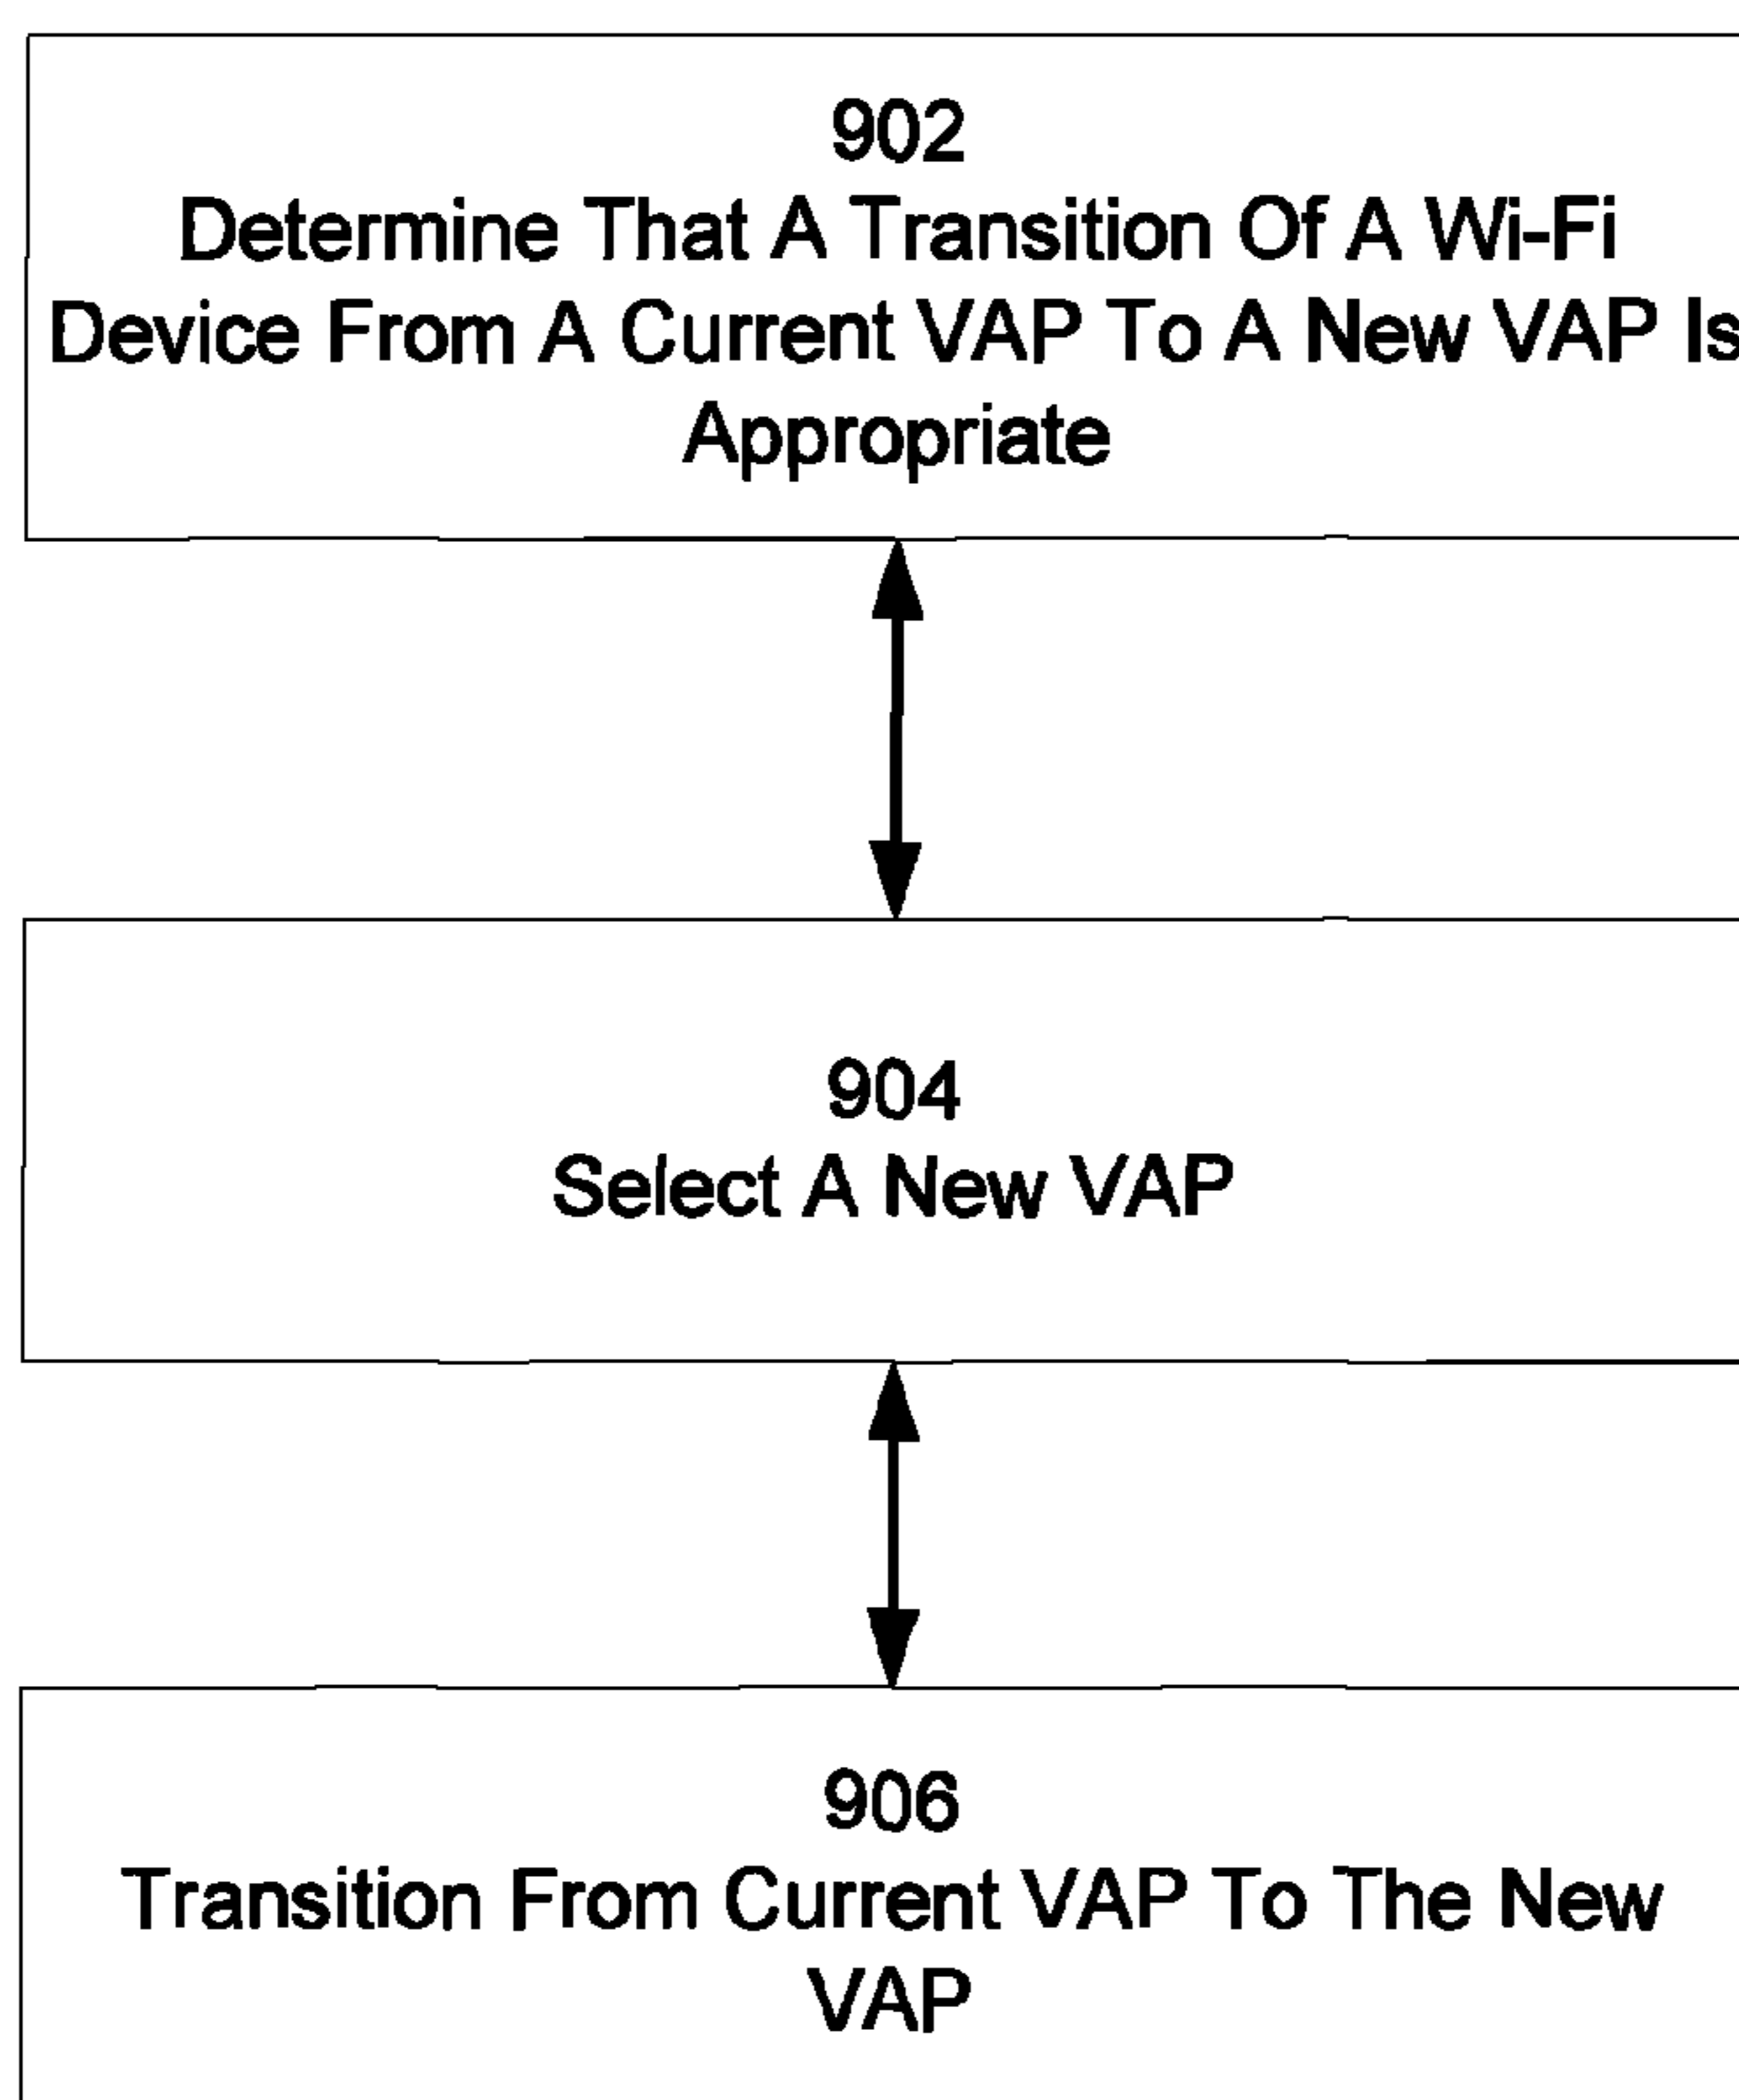 902
Determine That A Transition Of A Wi-Fi
Device From A Current VAP To A New VAP Is
Appropriate
904
Select A New VAP
906
Transition From Current VAP To The New
VAP